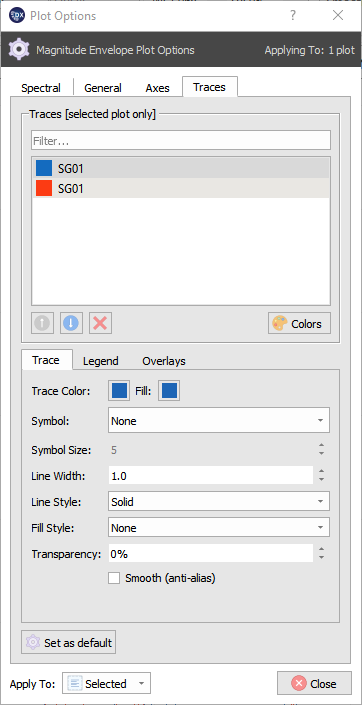 Plot Options
Magnitude Envelope Plot Options Applying To: 1 plot
Spectral General Axes Traces
Traces [selected plot only]
Filter...
SG01
SG01
Colors
Trace Legend Overlays
Trace Color: Fill:
Symbol: None
Symbol Size: 5
Line Width: 1.0
Line Style: Solid
Fill Style: None
Transparency: 0%
Smooth (anti-alias)
Set as default
Apply To: Selected Close